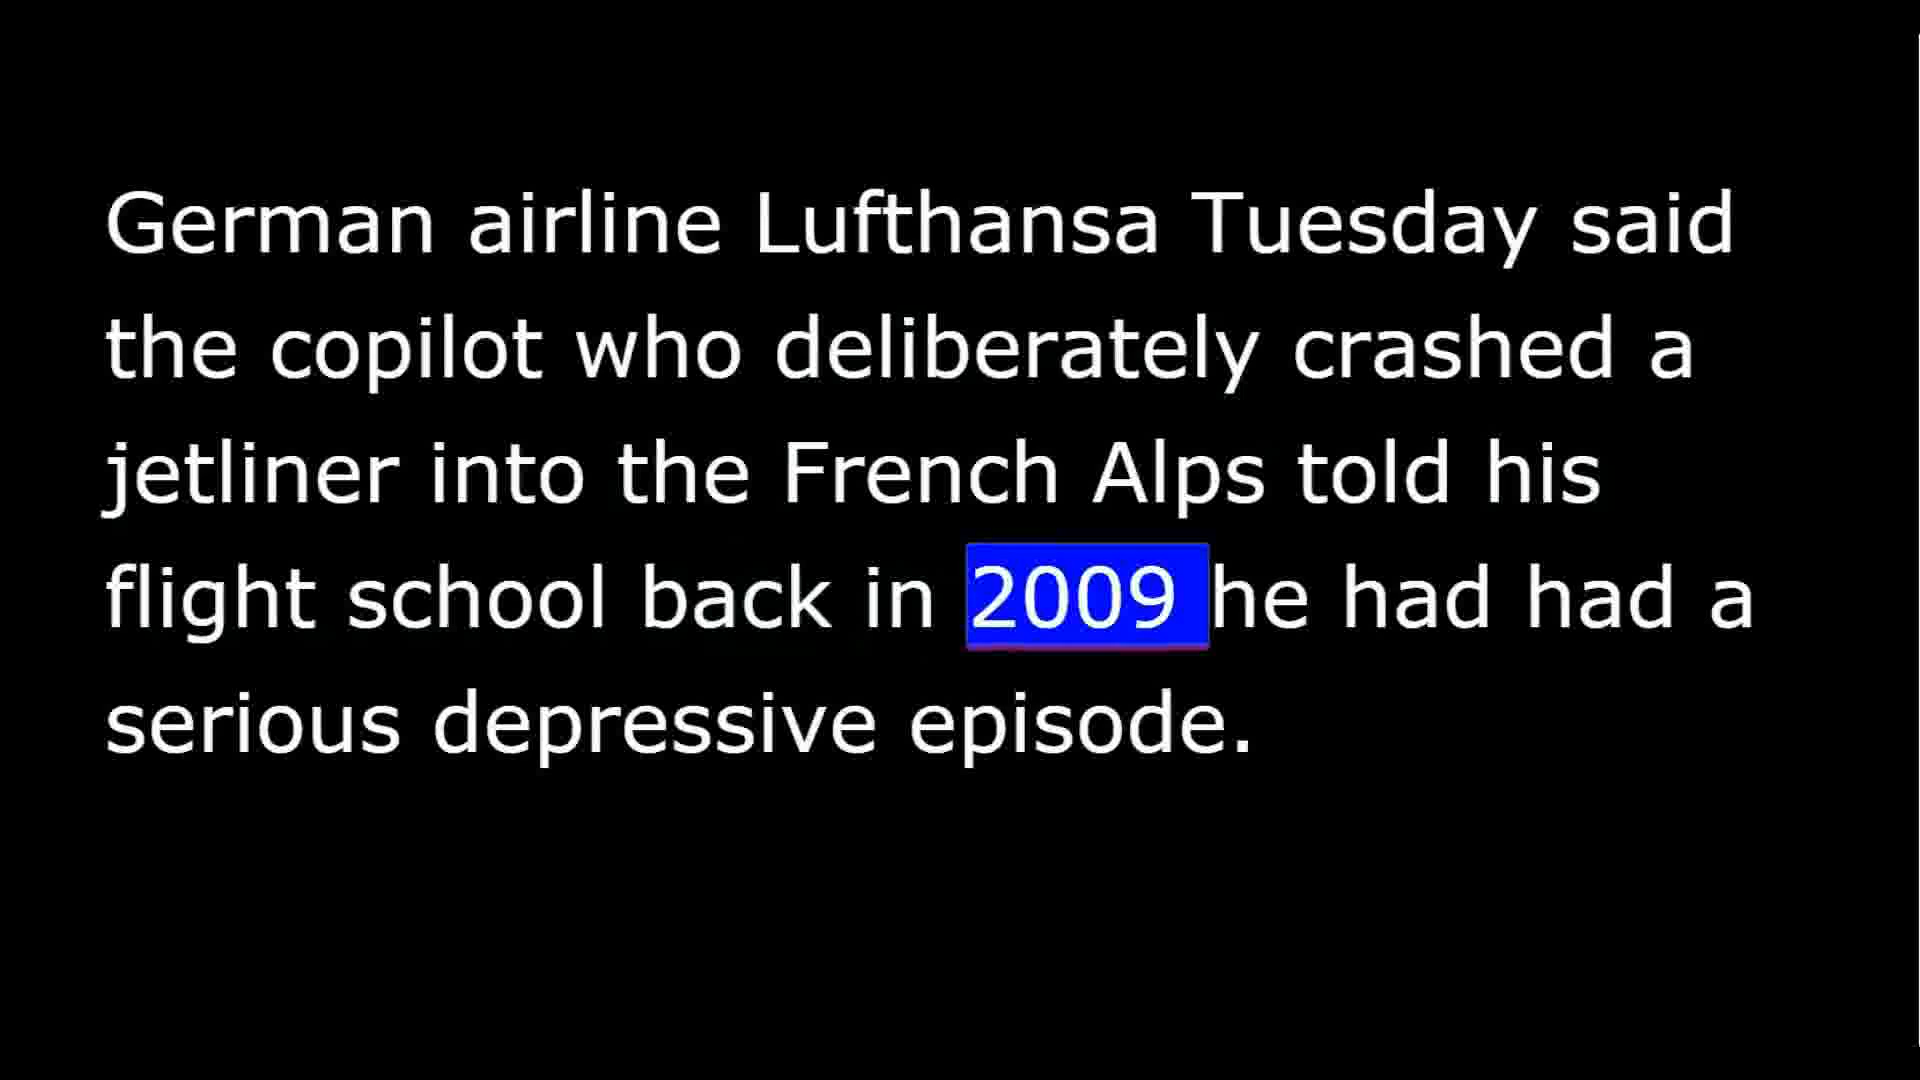 German airline Lufthansa Tuesday said
the copilot who deliberately crashed a
jetliner into the French Alps told his
flight school back in 2009 he had had a
serious depressive episode.